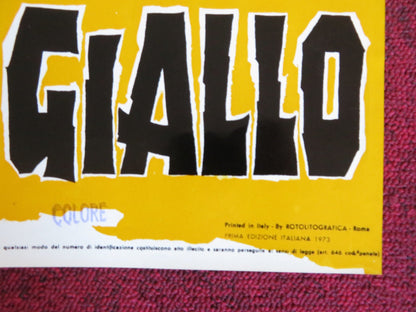 GIALLO
COLORE
Printed in Italy - By ROTOLITOGRAFICA - Roma
PRIMA EDIZIONE ITALIANA 1973
qualsiasi modo del numero di identificazione costituiscono atto illecito e saranno perseguite a sensi di legge (art. 646 cod. penale)